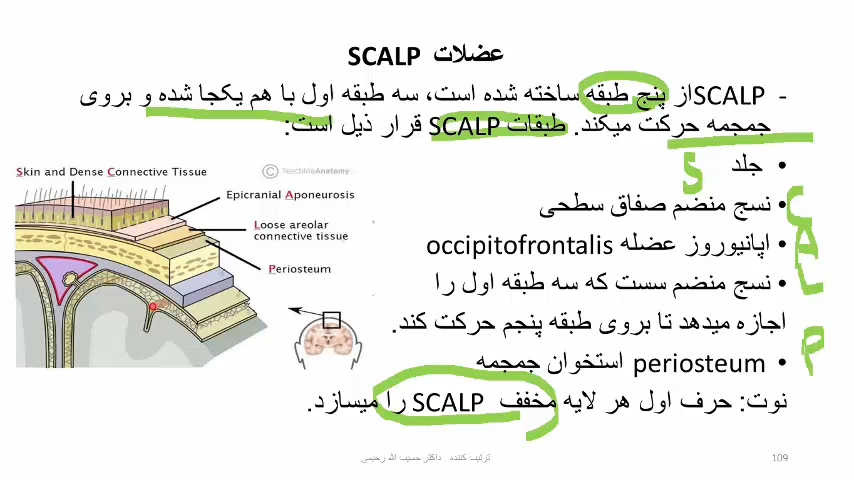 عضلات SCALP
- SCALPاز پنج طبقه ساخته شده است، سه طبقه اول با هم یکجا شده و بروی
جمجمه حرکت میکند. طبقات SCALP قرار ذیل است:
• جلد
S
• نسج منضم صفاق سطحی
C
• اپانیوروز عضله occipitofrontalis
A
• نسج منضم سست که سه طبقه اول را
L
اجازه میدهد تا بروی طبقه پنجم حرکت کند.
• periosteum استخوان جمجمه
P
نوت: حرف اول هر لایه مخفف SCALP را میسازد.
Skin and Dense Connective Tissue
© TeachMeAnatomy
Epicranial Aponeurosis
Loose areolar
connective tissue
Periosteum
ترتیب کننده داکتر حسیب الله رحیمی
109